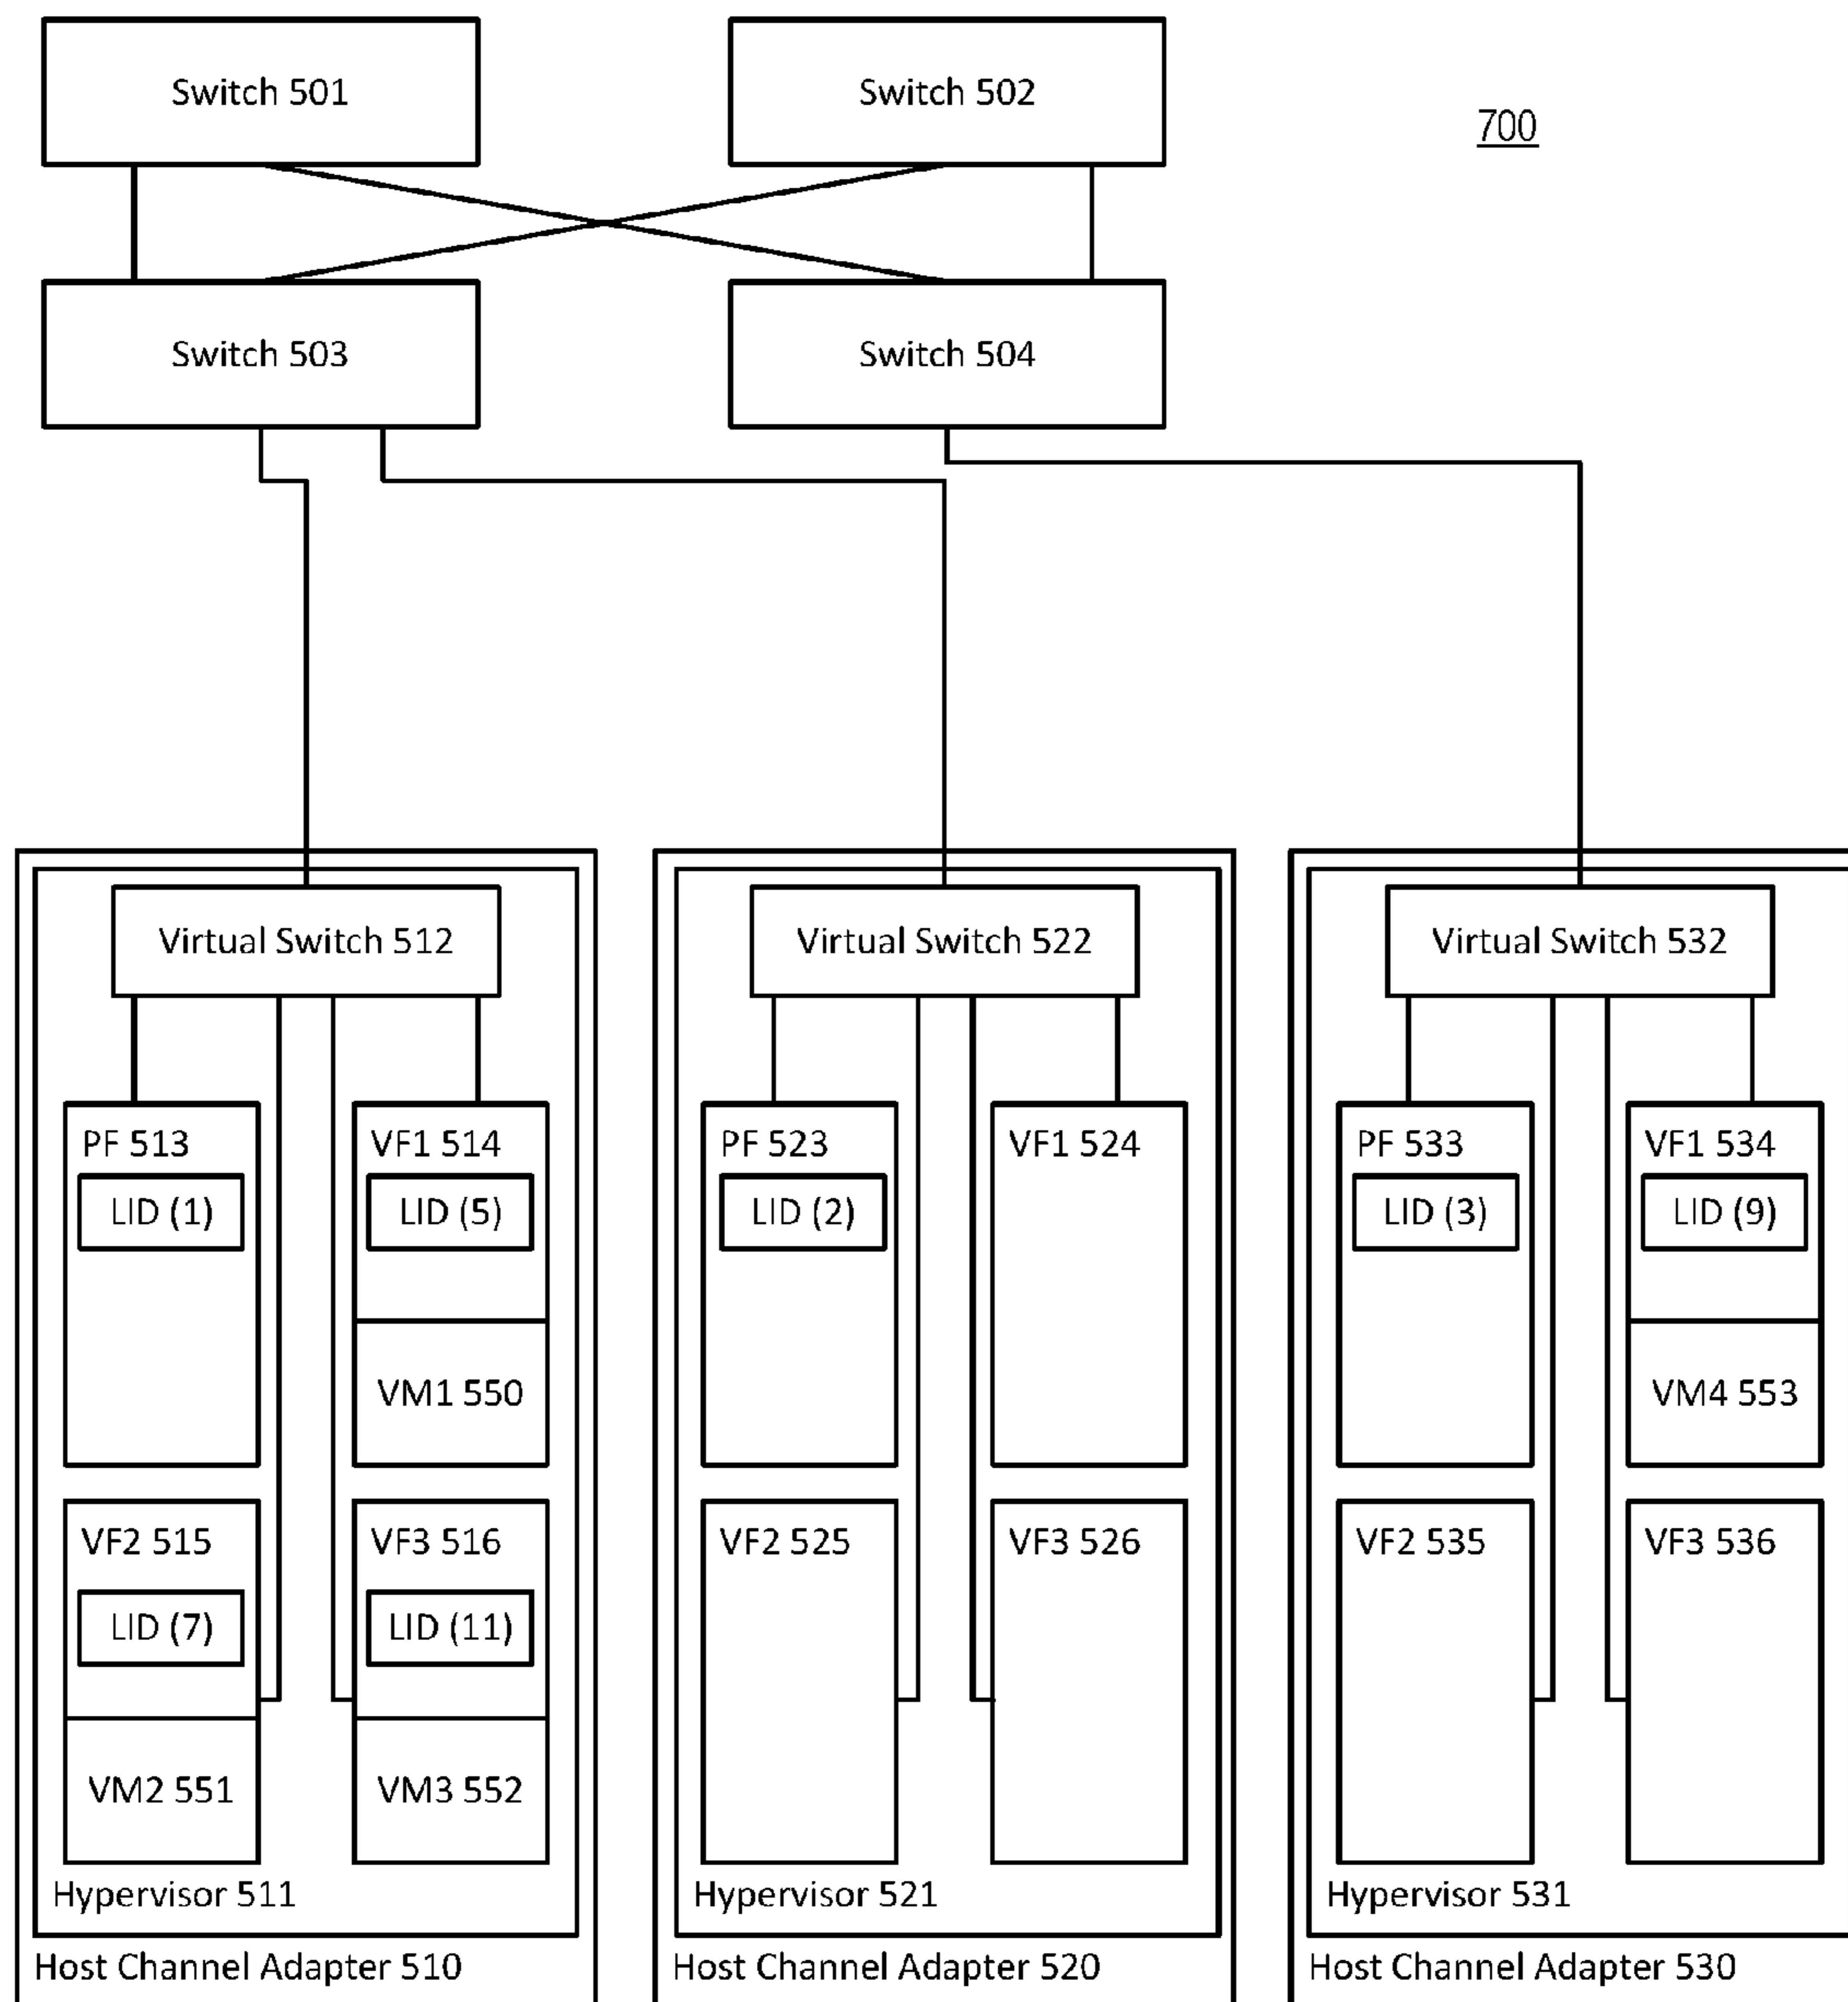 Switch 501
Switch 502
700
Switch 503
Switch 504
Virtual Switch 512
Virtual Switch 522
Virtual Switch 532
PF 513
LID (1)
VF1 514
LID (5)
VM1 550
PF 523
LID (2)
VF1 524
PF 533
LID (3)
VF1 534
LID (9)
VM4 553
VF2 515
LID (7)
VM2 551
VF3 516
LID (11)
VM3 552
VF2 525
VF3 526
VF2 535
VF3 536
Hypervisor 511
Hypervisor 521
Hypervisor 531
Host Channel Adapter 510
Host Channel Adapter 520
Host Channel Adapter 530